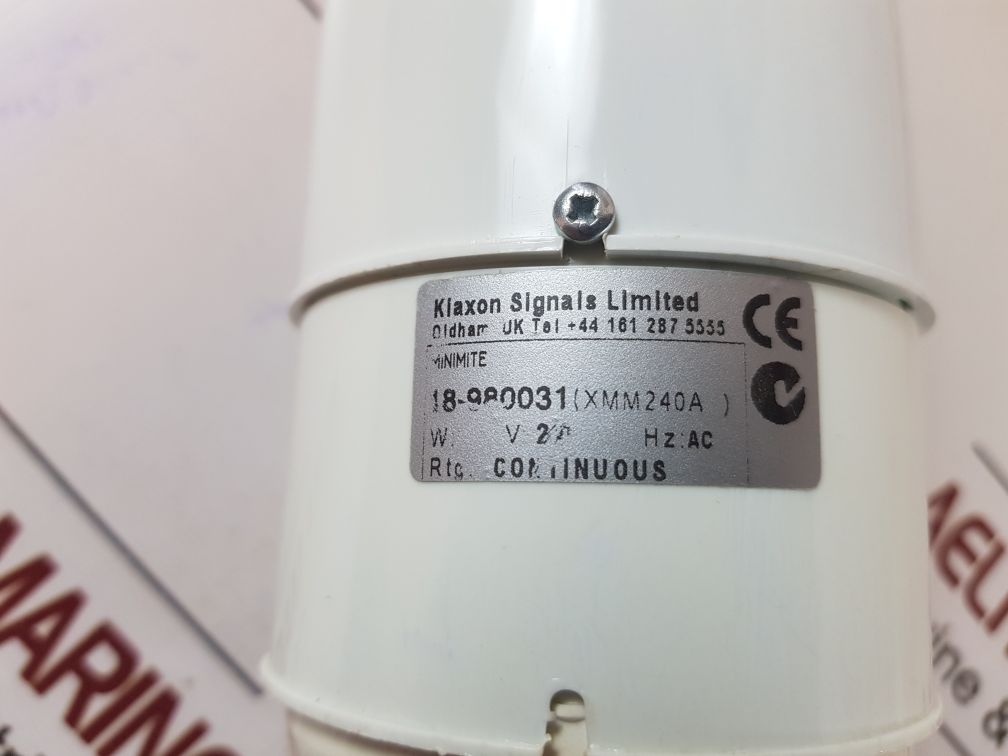 Klaxon Signals Limited
Oldham UK Tel +44 161 287 5555
CE
MINIMITE
18-980031 (XMM240A )
W: V Hz: AC
Rtg. CONTINUOUS
MARINE